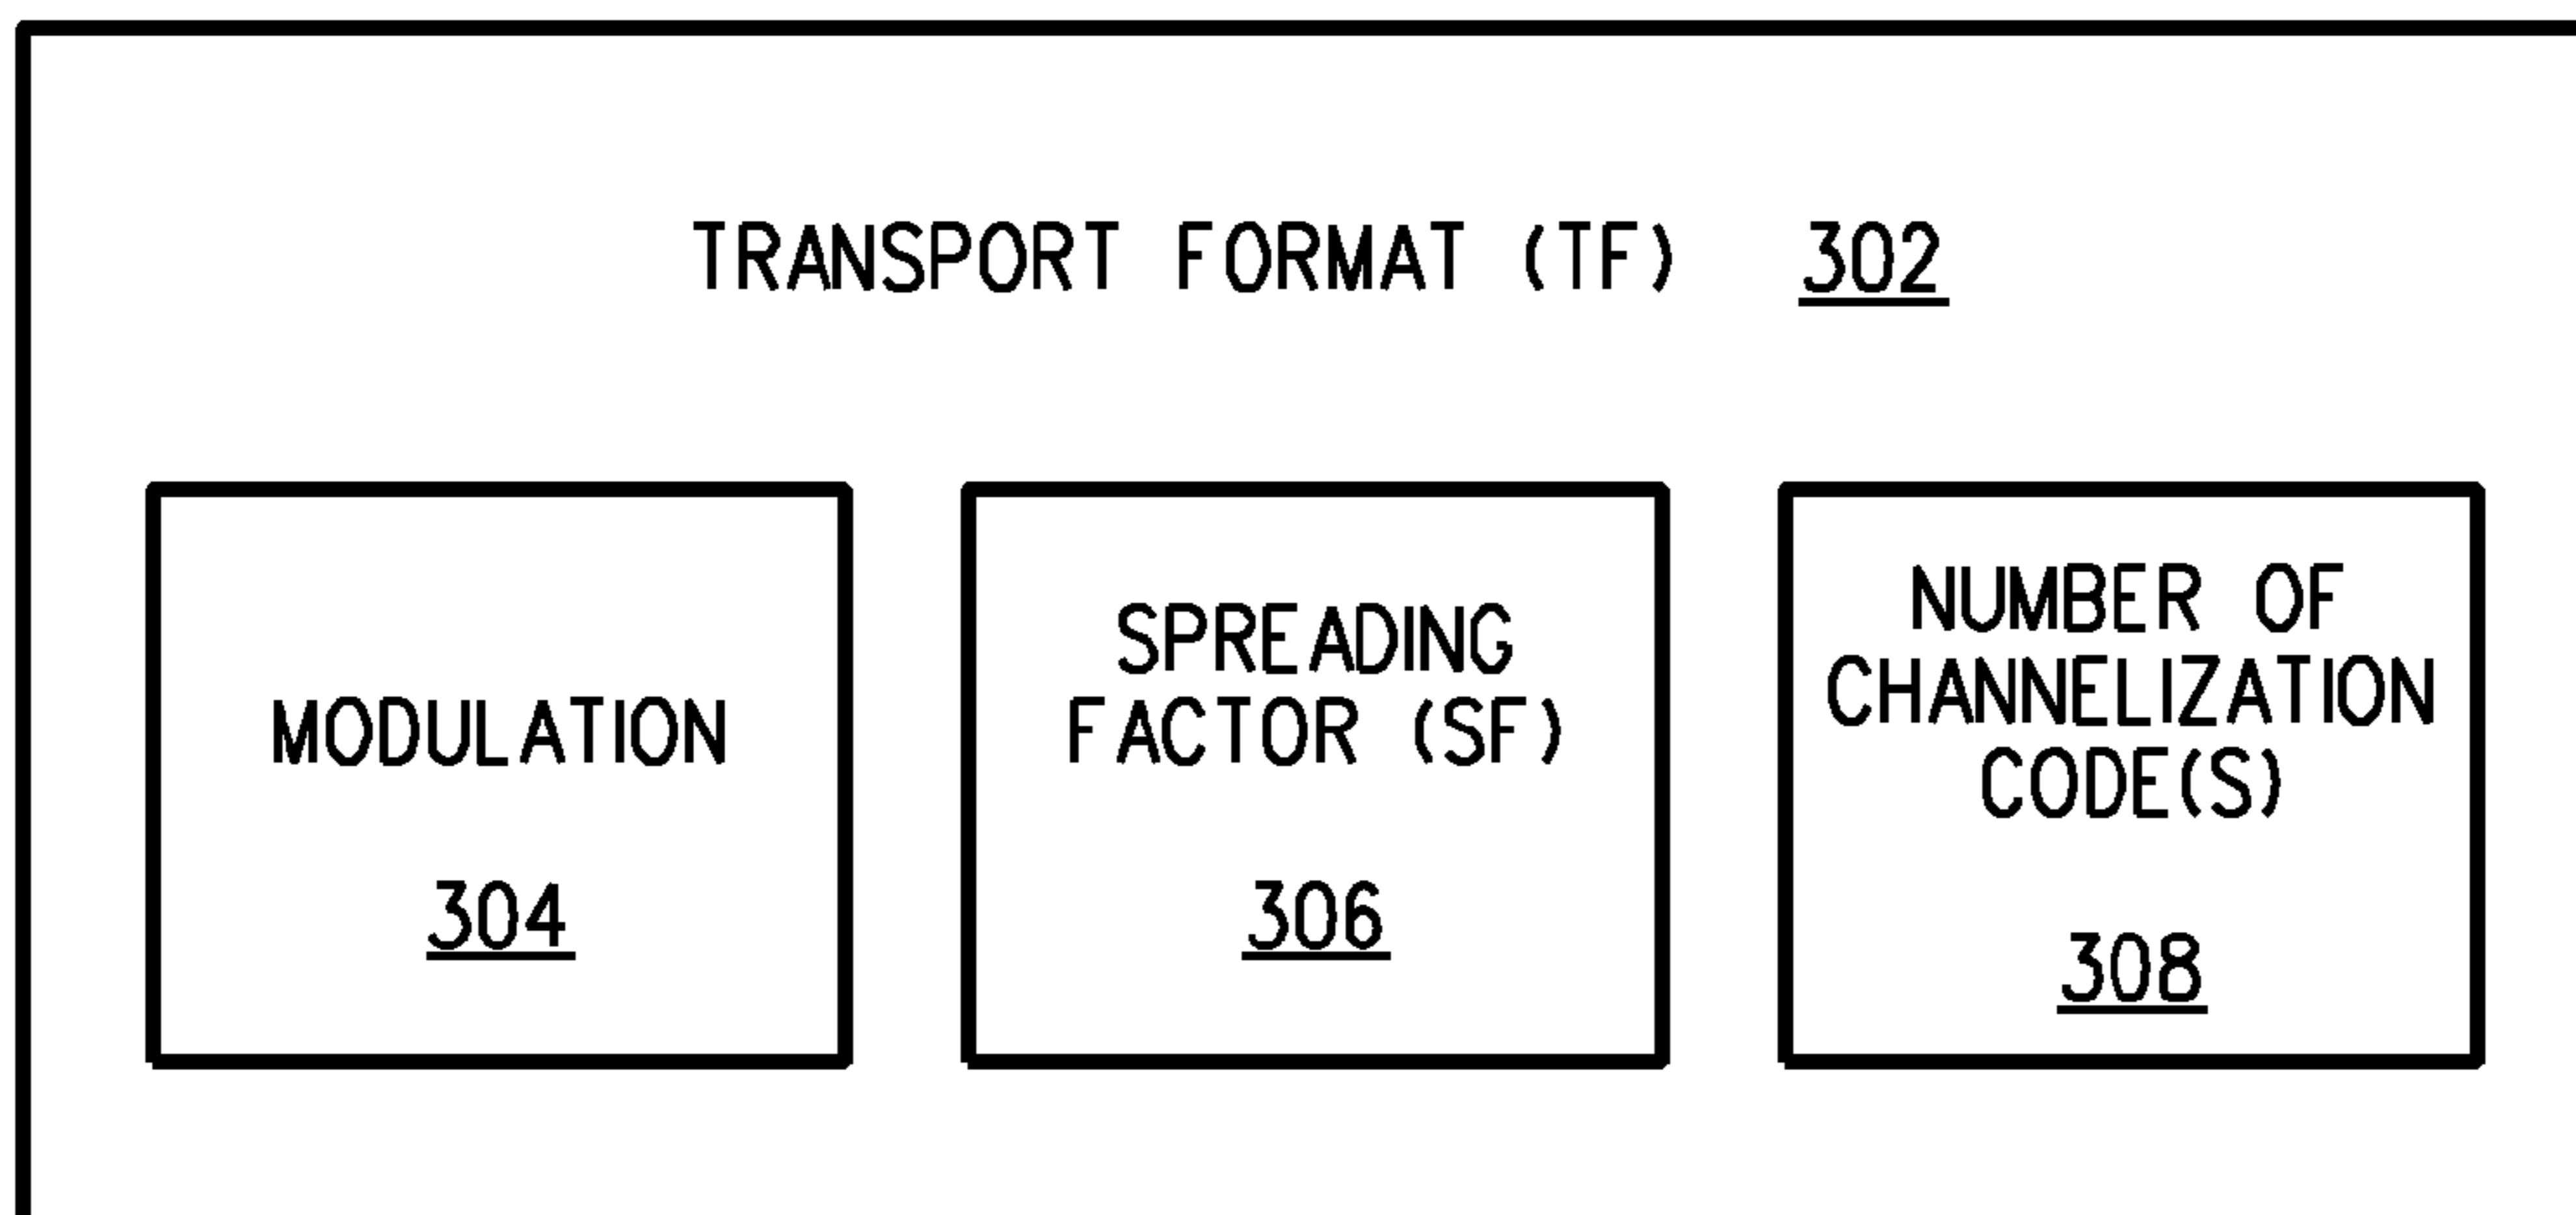 TRANSPORT FORMAT (TF) 302
MODULATION
304
SPREADING
FACTOR (SF)
306
NUMBER OF
CHANNELIZATION
CODE(S)
308